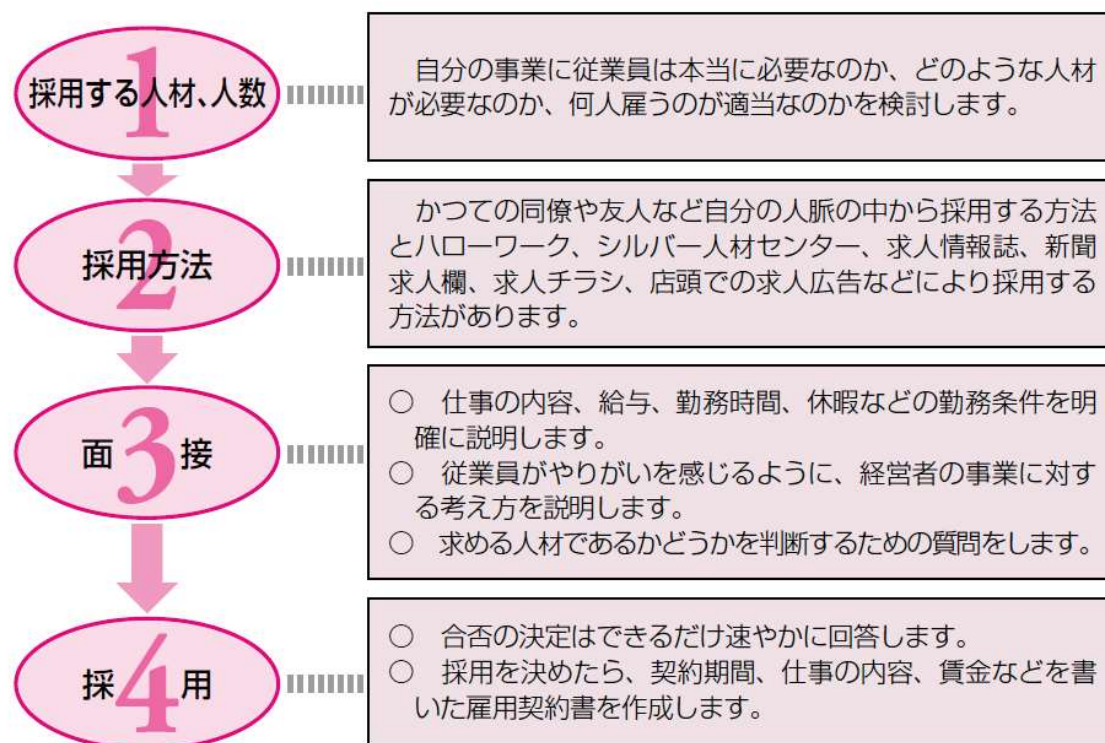 1
採用する人材、人数
自分の事業に従業員は本当に必要なのか、どのような人材
が必要なのか、何人雇うのが適当なのかを検討します。
2
採用方法
かつての同僚や友人など自分の人脈の中から採用する方法
とハローワーク、シルバー人材センター、求人情報誌、新聞
求人欄、求人チラシ、店頭での求人広告などにより採用する
方法があります。
3
面接
○ 仕事の内容、給与、勤務時間、休暇などの勤務条件を明
確に説明します。
○ 従業員がやりがいを感じるように、経営者の事業に対す
る考え方を説明します。
○ 求める人材であるかどうかを判断するための質問をします。
4
採用
○ 合否の決定はできるだけ速やかに回答します。
○ 採用を決めたら、契約期間、仕事の内容、賃金などを書
いた雇用契約書を作成します。